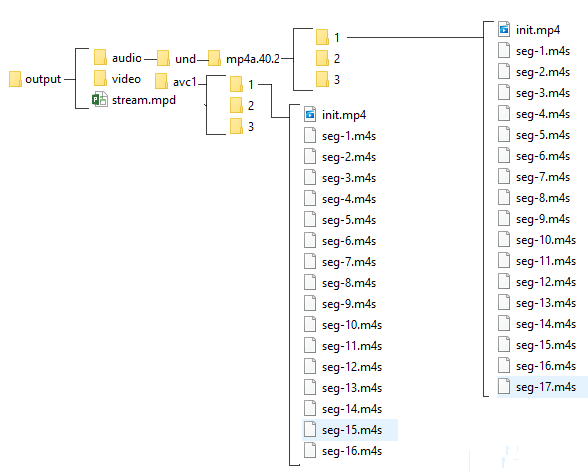 output
audio
und
mp4a.40.2
video
avc1
stream.mpd
1
2
3
1
2
3
init.mp4
seg-1.m4s
seg-2.m4s
seg-3.m4s
seg-4.m4s
seg-5.m4s
seg-6.m4s
seg-7.m4s
seg-8.m4s
seg-9.m4s
seg-10.m4s
seg-11.m4s
seg-12.m4s
seg-13.m4s
seg-14.m4s
seg-15.m4s
seg-16.m4s
init.mp4
seg-1.m4s
seg-2.m4s
seg-3.m4s
seg-4.m4s
seg-5.m4s
seg-6.m4s
seg-7.m4s
seg-8.m4s
seg-9.m4s
seg-10.m4s
seg-11.m4s
seg-12.m4s
seg-13.m4s
seg-14.m4s
seg-15.m4s
seg-16.m4s
seg-17.m4s